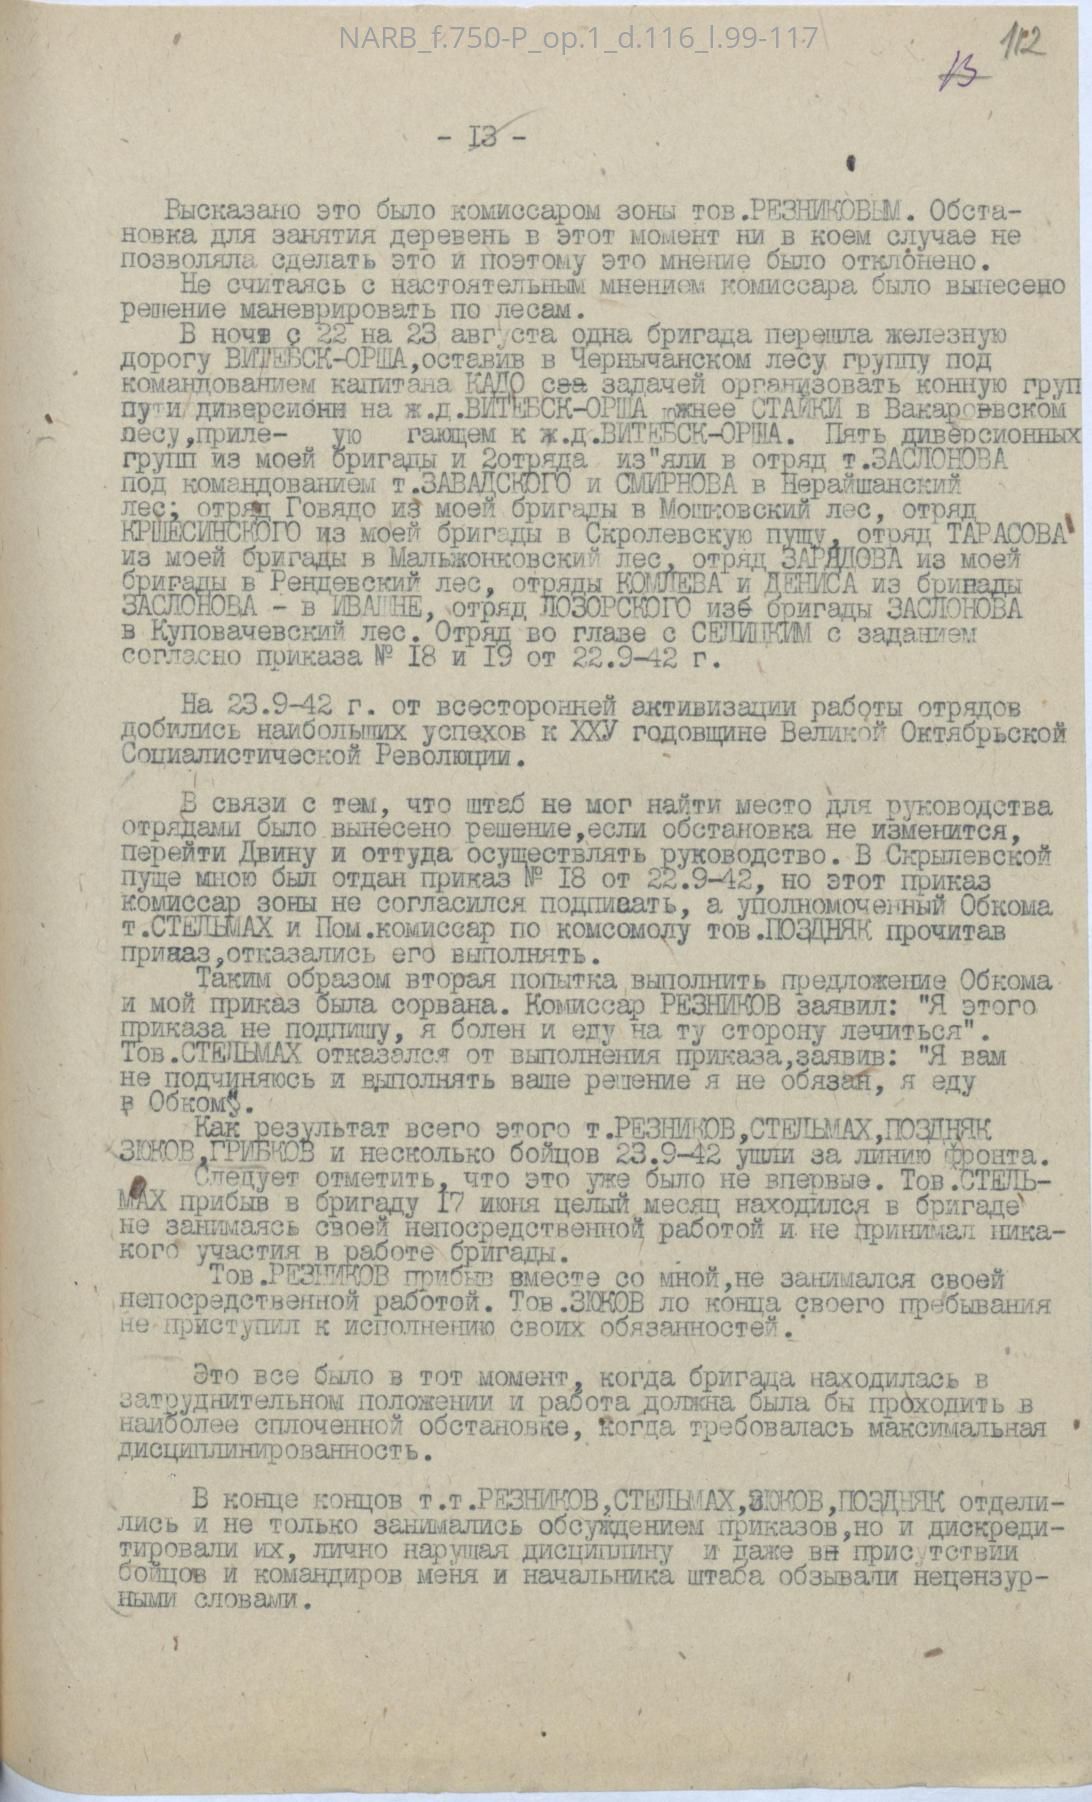 NARB_f.750-P_op.1_d.116_l.99-117
112
13
- 13 -
Высказано это было комиссаром зоны тов.РЕЗНИКОВЫМ. Обста-
новка для занятия деревень в этот момент ни в коем случае не
позволяла сделать это и поэтому это мнение было отклонено.
Не считаясь с настоятельным мнением комиссара было вынесено
решение маневрировать по лесам.
В ночь с 22 на 23 августа одна бригада перешла железную
дорогу ВИТЕБСК-ОРША,оставив в Чернычанском лесу группу под
командованием капитана КАДО с задачей организовать конную груп
пути диверсионн на ж.д.ВИТЕБСК-ОРША южнее СТАЙКИ в Вакаровском
лесу,приле- ую гающем к ж.д.ВИТЕБСК-ОРША. Пять диверсионных
групп из моей бригады и 2отряда из"яли в отряд т.ЗАСЛОНОВА
под командованием т.ЗАВАДСКОГО и СМИРНОВА в Нерайшанский
лес; отряд Говядо из моей бригады в Мошковский лес, отряд
КРШЕСИНСКОГО из моей бригады в Скролевскую пущу, отряд ТАРАСОВА
из моей бригады в Мальжонковский лес, отряд ЗАРЯДОВА из моей
бригады в Рендевский лес, отряды КОМЛЕВА и ДЕНИСА из бринады
ЗАСЛОНОВА - в ИВАШНЕ, отряд ЛОЗОРСКОГО из бригады ЗАСЛОНОВА
в Куповачевский лес. Отряд во главе с СЕЛИЦКИМ с заданием
согласно приказа № 18 и 19 от 22.9-42 г.
На 23.9-42 г. от всесторонней активизации работы отрядов
добились наибольших успехов к ХХУ годовщине Великой Октябрьской
Социалистической Революции.
В связи с тем, что штаб не мог найти место для руководства
отрядами было вынесено решение,если обстановка не изменится,
перейти Двину и оттуда осуществлять руководство. В Скрылевской
пуще мною был отдан приказ № 18 от 22.9-42, но этот приказ
комиссар зоны не согласился подписать, а уполномоченный Обкома
т.СТЕЛЬМАХ и Пом.комиссар по комсомолу тов.ПОЗДНЯК прочитав
приказ,отказались его выполнять.
Таким образом вторая попытка выполнить предложение Обкома
и мой приказ была сорвана. Комиссар РЕЗНИКОВ заявил: "Я этого
приказа не подпишу, я болен и еду на ту сторону лечиться".
Тов.СТЕЛЬМАХ отказался от выполнения приказа,заявив: "Я вам
не подчиняюсь и выполнять ваше решение я не обязан, я еду
в Обком".
Как результат всего этого т.РЕЗНИКОВ,СТЕЛЬМАХ,ПОЗДНЯК
ЗЮКОВ,ГРИБКОВ и несколько бойцов 23.9-42 ушли за линию фронта.
Следует отметить, что это уже было не впервые. Тов.СТЕЛЬ-
МАХ прибыв в бригаду 17 июня целый месяц находился в бригаде
не занимаясь своей непосредственной работой и не принимал ника-
кого участия в работе бригады.
Тов.РЕЗНИКОВ прибыв вместе со мной,не занимался своей
непосредственной работой. Тов.ЗЮКОВ ло конца своего пребывания
не приступил к исполнению своих обязанностей.
Это все было в тот момент, когда бригада находилась в
затруднительном положении и работа должна была бы проходить в
наиболее сплоченной обстановке, когда требовалась максимальная
дисциплинированность.
В конце концов т.т.РЕЗНИКОВ,СТЕЛЬМАХ,ЗЮКОВ,ПОЗДНЯК отдели-
лись и не только занимались обсуждением приказов,но и дискреди-
тировали их, лично нарушая дисциплину и даже в присутствии
бойцов и командиров меня и начальника штаба обзывали нецензур-
ными словами.